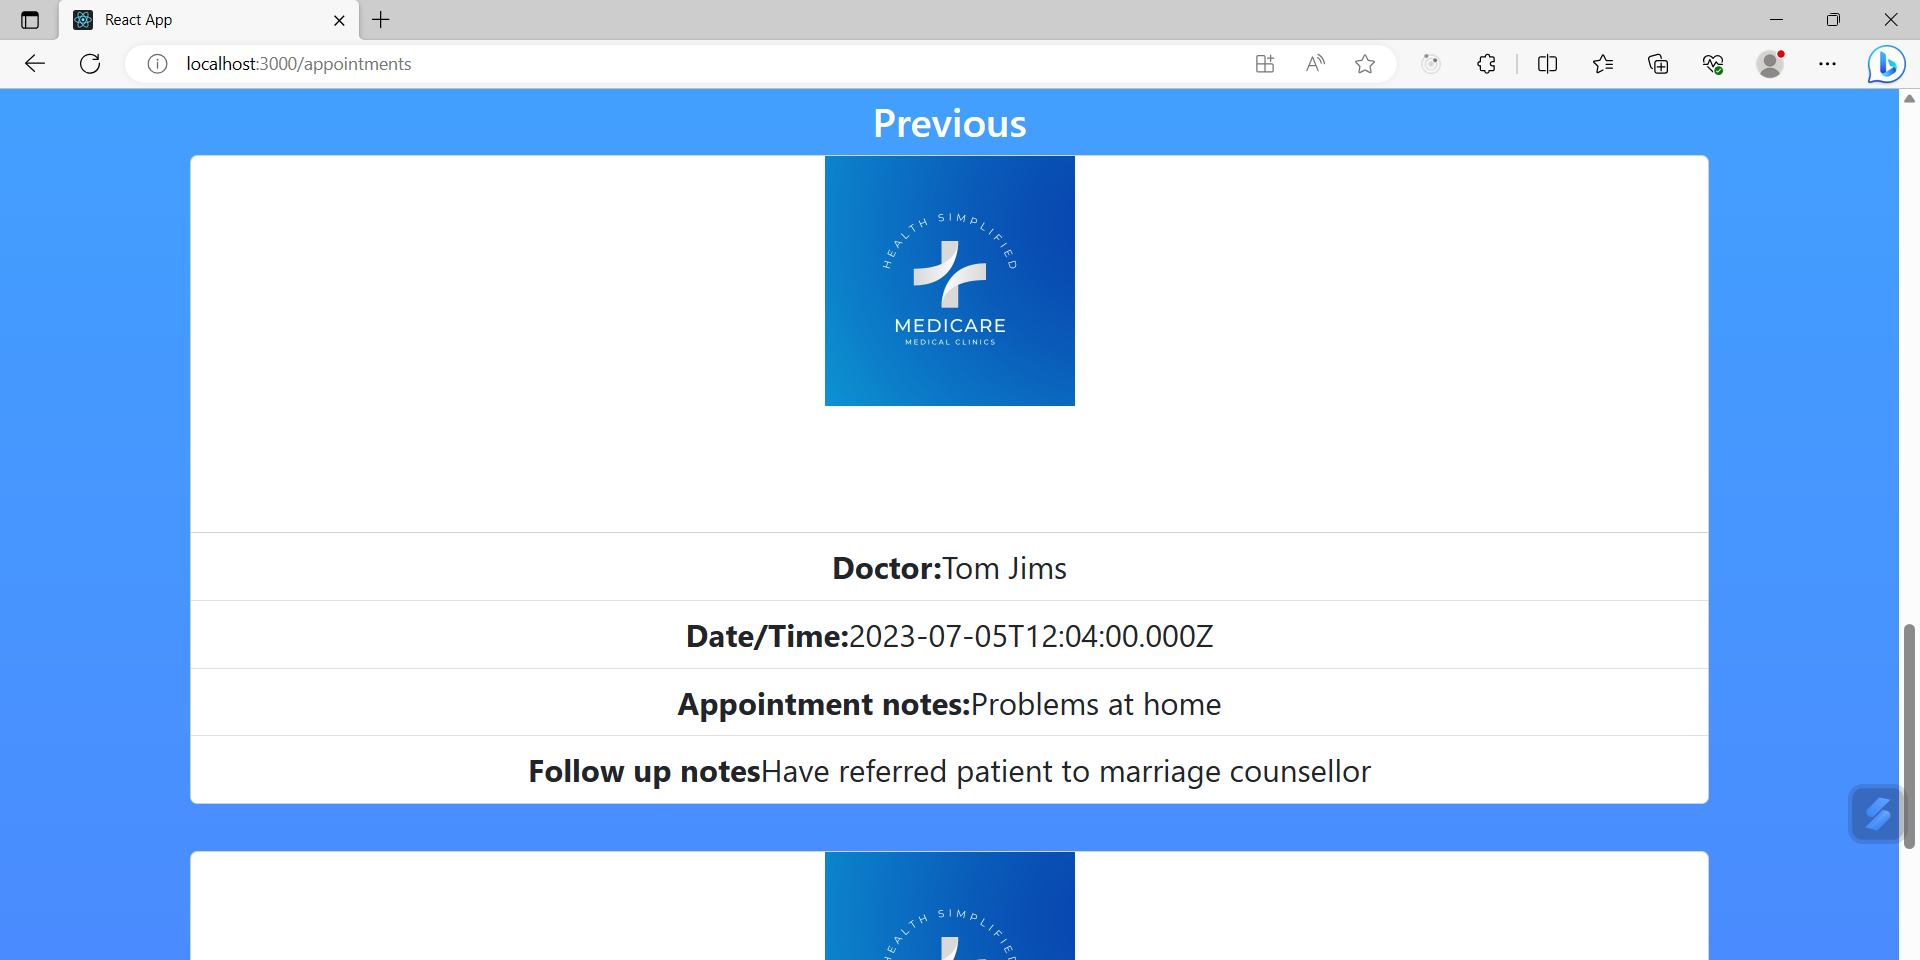 React App
localhost:3000/appointments
Previous
HEALTH SIMPLIFIED
MEDICARE
MEDICAL CLINICS
Doctor:Tom Jims
Date/Time:2023-07-05T12:04:00.000Z
Appointment notes:Problems at home
Follow up notesHave referred patient to marriage counsellor
HEALTH SIMPLIFIED